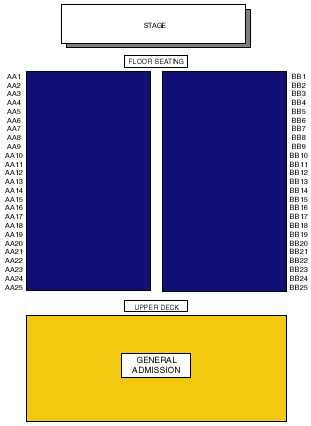 STAGE
FLOOR SEATING
AA1 BB1
AA2 BB2
AA3 BB3
AA4 BB4
AA5 BB5
AA6 BB6
AA7 BB7
AA8 BB8
AA9 BB9
AA10 BB10
AA11 BB11
AA12 BB12
AA13 BB13
AA14 BB14
AA15 BB15
AA16 BB16
AA17 BB17
AA18 BB18
AA19 BB19
AA20 BB20
AA21 BB21
AA22 BB22
AA23 BB23
AA24 BB24
AA25 BB25
UPPER DECK
GENERAL
ADMISSION